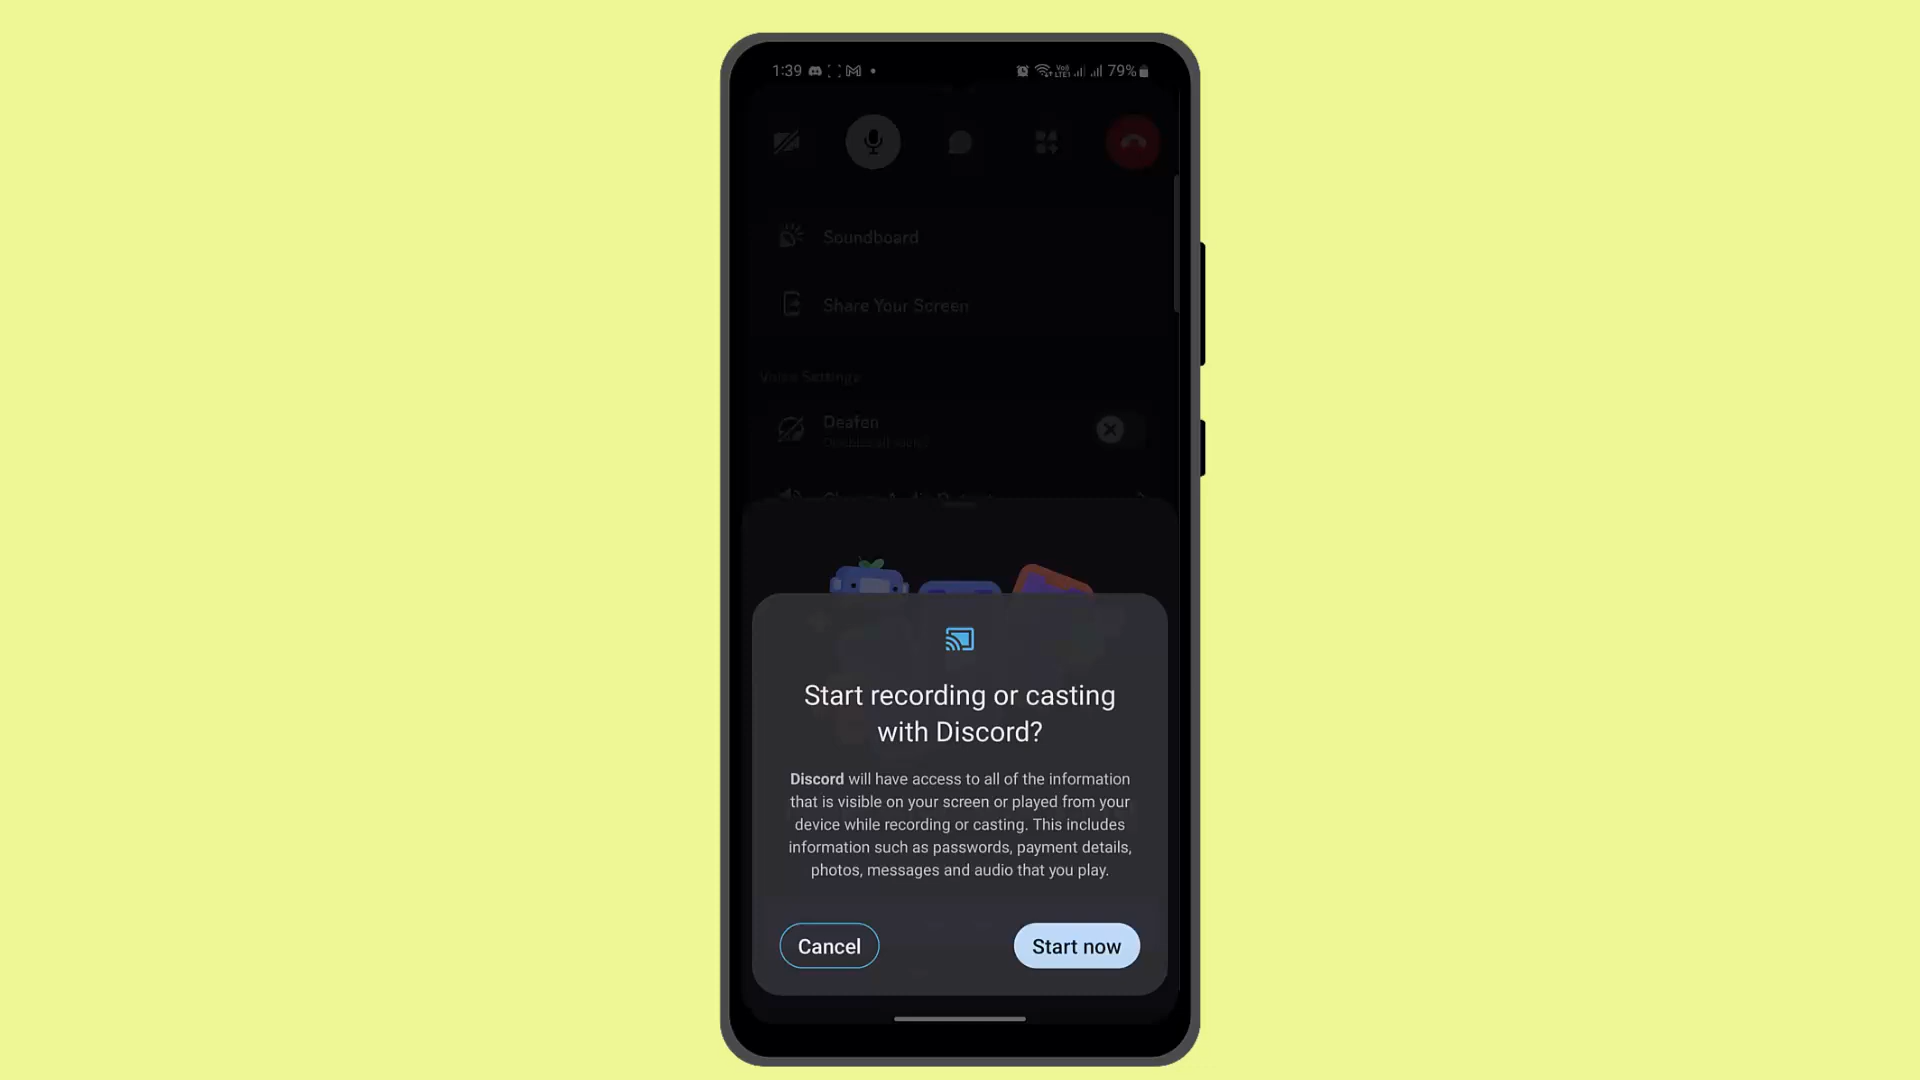 1:39
79%
Soundboard
Share Your Screen
Voice Settings
Deafen
Start recording or casting
with Discord?
Discord will have access to all of the information
that is visible on your screen or played from your
device while recording or casting. This includes
information such as passwords, payment details,
photos, messages and audio that you play.
Cancel
Start now